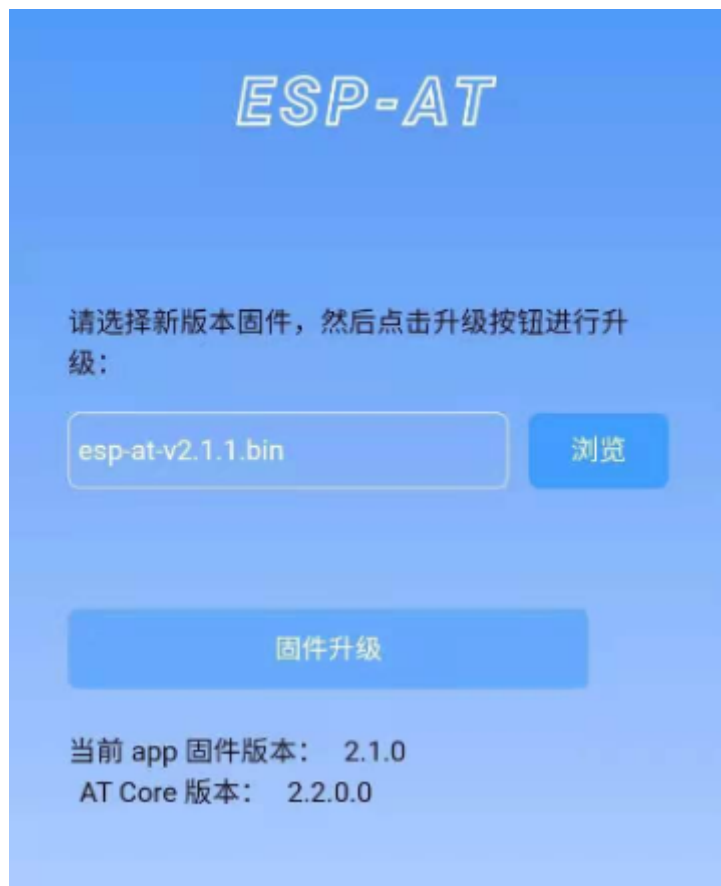 ESP-AT
请选择新版本固件，然后点击升级按钮进行升
级：
esp-at-v2.1.1.bin
浏览
固件升级
当前 app 固件版本： 2.1.0
AT Core 版本： 2.2.0.0